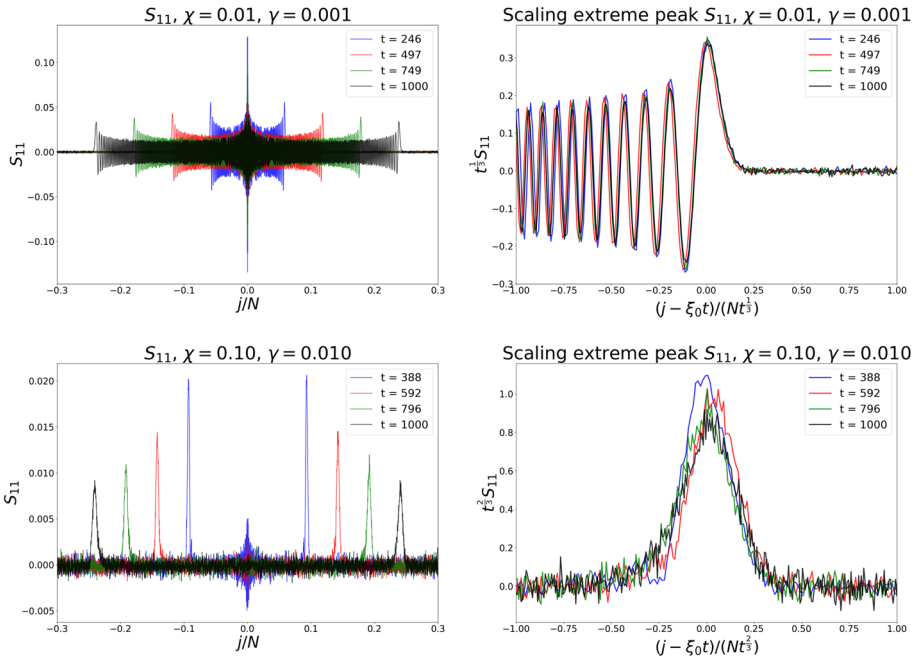 S₁₁, χ = 0.01, γ = 0.001
S₁₁
0.10
0.05
0.00
−0.05
−0.10
−0.3 −0.2 −0.1 0.0 0.1 0.2 0.3
j/N
t = 246
t = 497
t = 749
t = 1000
Scaling extreme peak S₁₁, χ = 0.01, γ = 0.001
t^(1/3) S₁₁
0.3
0.2
0.1
0.0
−0.1
−0.2
−0.3
−1.00 −0.75 −0.50 −0.25 0.00 0.25 0.50 0.75 1.00
(j − ξ₀t)/(Nt^(1/3))
t = 246
t = 497
t = 749
t = 1000
S₁₁, χ = 0.10, γ = 0.010
S₁₁
0.020
0.015
0.010
0.005
0.000
−0.005
−0.3 −0.2 −0.1 0.0 0.1 0.2 0.3
j/N
t = 388
t = 592
t = 796
t = 1000
Scaling extreme peak S₁₁, χ = 0.10, γ = 0.010
t^(2/3) S₁₁
1.0
0.8
0.6
0.4
0.2
0.0
−1.00 −0.75 −0.50 −0.25 0.00 0.25 0.50 0.75 1.00
(j − ξ₀t)/(Nt^(2/3))
t = 388
t = 592
t = 796
t = 1000